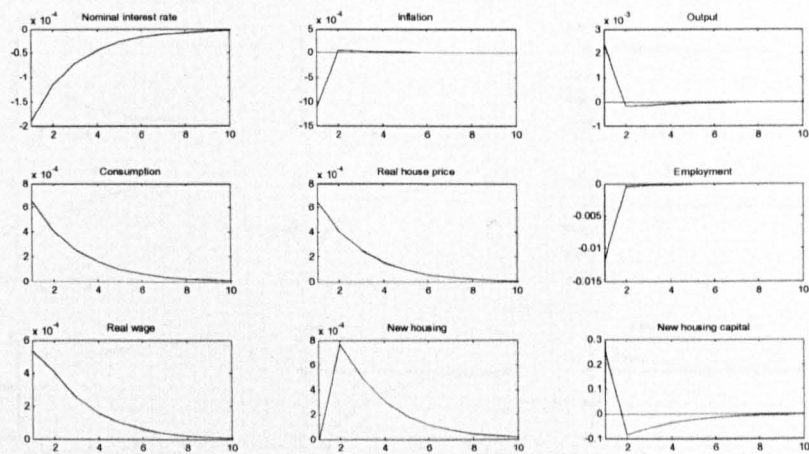 x 10⁻⁴ Nominal interest rate
0
-0.5
-1
-1.5
-2
2 4 6 8 10
x 10⁻⁴ Inflation
5
0
-5
-10
-15
2 4 6 8 10
x 10⁻³ Output
3
2
1
0
-1
2 4 6 8 10
x 10⁻⁴ Consumption
8
6
4
2
0
2 4 6 8 10
x 10⁻⁴ Real house price
8
6
4
2
0
2 4 6 8 10
Employment
0
-0.005
-0.01
-0.015
2 4 6 8 10
x 10⁻⁴ Real wage
6
4
2
0
2 4 6 8 10
x 10⁻⁴ New housing
8
6
4
2
0
2 4 6 8 10
New housing capital
0.3
0.2
0.1
0
-0.1
2 4 6 8 10